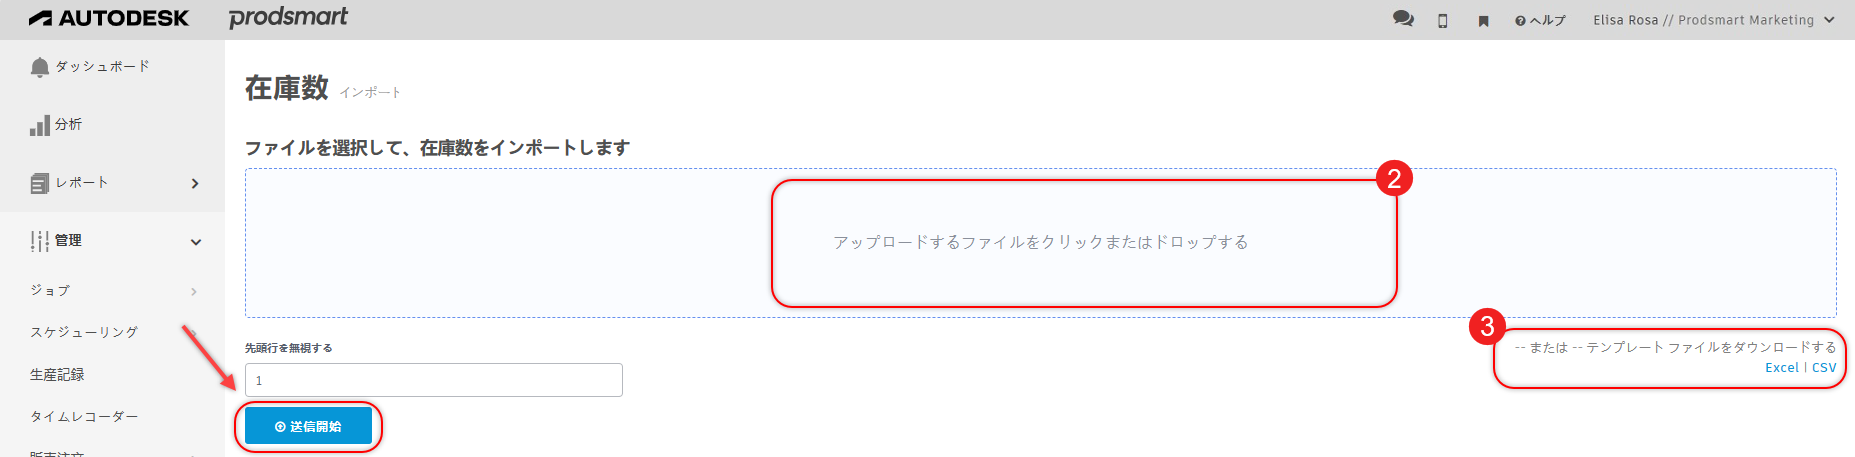 AUTODESK prodsmart ヘルプ Elisa Rosa // Prodsmart Marketing
ダッシュボード
分析
レポート
管理
ジョブ
スケジューリング
生産記録
タイムレコーダー
販売注文
在庫数 インポート
ファイルを選択して、在庫数をインポートします
2
アップロードするファイルをクリックまたはドロップする
3
-- または -- テンプレート ファイルをダウンロードする
Excel | CSV
先頭行を無視する
1
送信開始